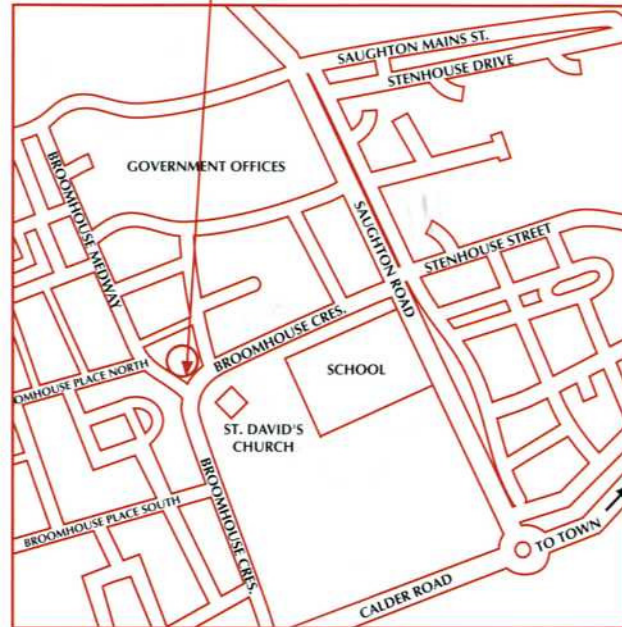 SAUGHTON MAINS ST.
STENHOUSE DRIVE
GOVERNMENT OFFICES
BROOMHOUSE MEDWAY
SAUGHTON ROAD
STENHOUSE STREET
BROOMHOUSE CRES.
OMHOUSE PLACE NORTH
SCHOOL
ST. DAVID'S
CHURCH
BROOMHOUSE CRES.
BROOMHOUSE PLACE SOUTH
TO TOWN
CALDER ROAD